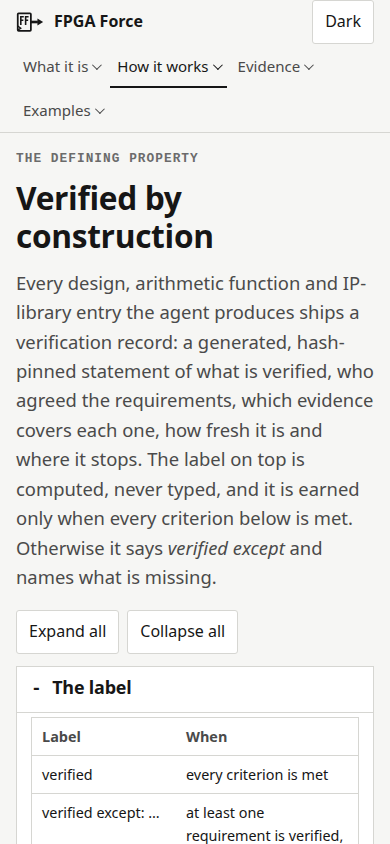 FF
FPGA Force
Dark
What it is
How it works
Evidence
Examples
THE DEFINING PROPERTY
Verified by
construction
Every design, arithmetic function and IP-
library entry the agent produces ships a
verification record: a generated, hash-
pinned statement of what is verified, who
agreed the requirements, which evidence
covers each one, how fresh it is and
where it stops. The label on top is
computed, never typed, and it is earned
only when every criterion below is met.
Otherwise it says verified except and
names what is missing.
Expand all
Collapse all
- The label
Label When
verified every criterion is met
verified except: ... at least one
requirement is verified,